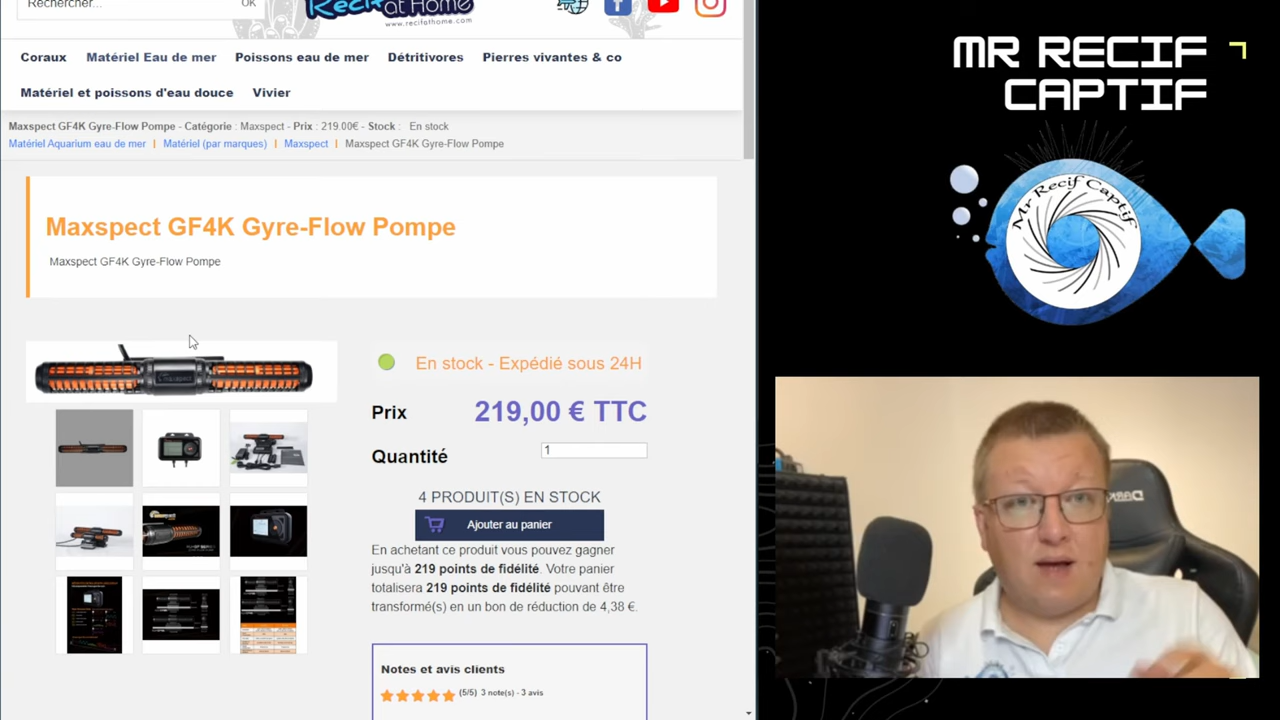 Rechercher...
OK
Récif at Home
www.recifathome.com
Coraux
Matériel Eau de mer
Poissons eau de mer
Détritivores
Pierres vivantes & co
Matériel et poissons d'eau douce
Vivier
Maxspect GF4K Gyre-Flow Pompe - Catégorie : Maxspect - Prix : 219.00€ - Stock : En stock
Matériel Aquarium eau de mer | Matériel (par marques) | Maxspect | Maxspect GF4K Gyre-Flow Pompe
Maxspect GF4K Gyre-Flow Pompe
Maxspect GF4K Gyre-Flow Pompe
En stock - Expédié sous 24H
Prix
219,00 € TTC
Quantité
1
4 PRODUIT(S) EN STOCK
Ajouter au panier
En achetant ce produit vous pouvez gagner
jusqu'à 219 points de fidélité. Votre panier
totalisera 219 points de fidélité pouvant être
transformé(s) en un bon de réduction de 4,38 €.
Notes et avis clients
(5/5) 3 note(s) - 3 avis
MR RECIF
CAPTIF
Mr Recif Captif